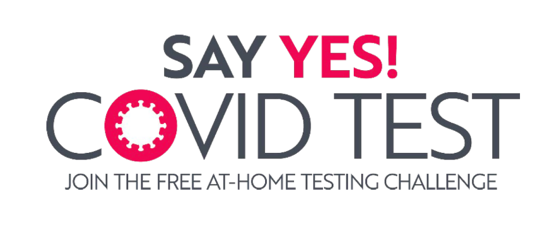 SAY YES!
COVID TEST
JOIN THE FREE AT-HOME TESTING CHALLENGE